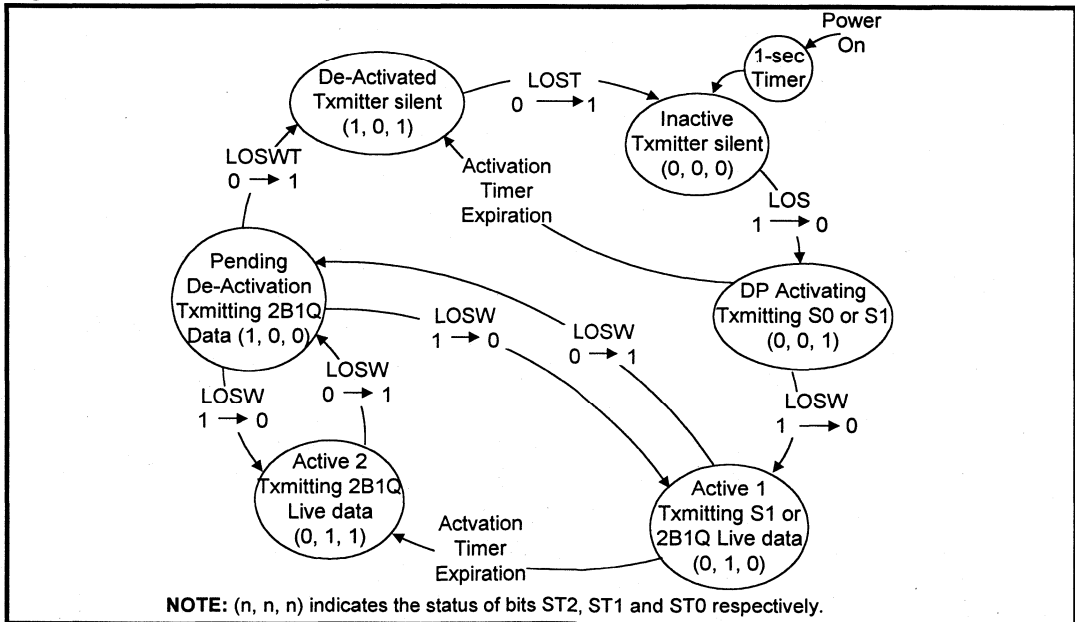 Power
On
1-sec
Timer
De-Activated
Txmitter silent
(1, 0, 1)
LOST
0 → 1
Inactive
Txmitter silent
(0, 0, 0)
LOSWT
0 → 1
Activation
Timer
Expiration
LOS
1 → 0
Pending
De-Activation
Txmitting 2B1Q
Data (1, 0, 0)
LOSW
1 → 0
LOSW
0 → 1
DP Activating
Txmitting S0 or S1
(0, 0, 1)
LOSW
1 → 0
LOSW
0 → 1
LOSW
1 → 0
Active 2
Txmitting 2B1Q
Live data
(0, 1, 1)
Actvation
Timer
Expiration
Active 1
Txmitting S1 or
2B1Q Live data
(0, 1, 0)
NOTE: (n, n, n) indicates the status of bits ST2, ST1 and ST0 respectively.